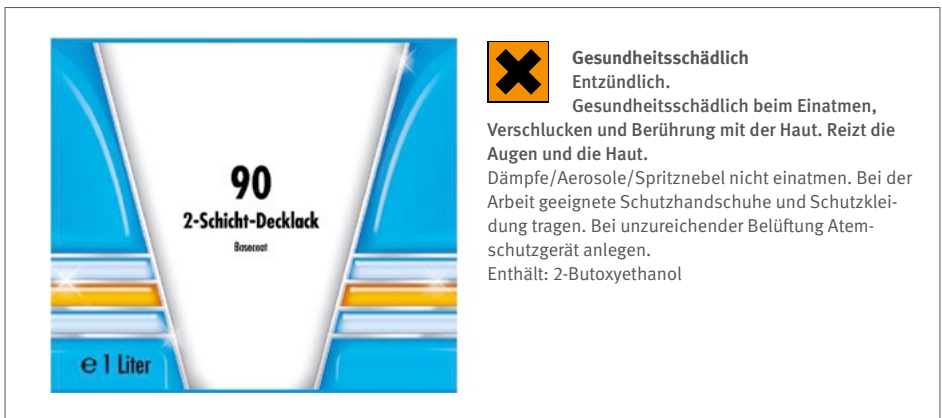 90
2-Schicht-Decklack
Basecoat
e 1 Liter
Gesundheitsschädlich
Entzündlich.
Gesundheitsschädlich beim Einatmen,
Verschlucken und Berührung mit der Haut. Reizt die
Augen und die Haut.
Dämpfe/Aerosole/Spritznebel nicht einatmen. Bei der
Arbeit geeignete Schutzhandschuhe und Schutzklei-
dung tragen. Bei unzureichender Belüftung Atem-
schutzgerät anlegen.
Enthält: 2-Butoxyethanol